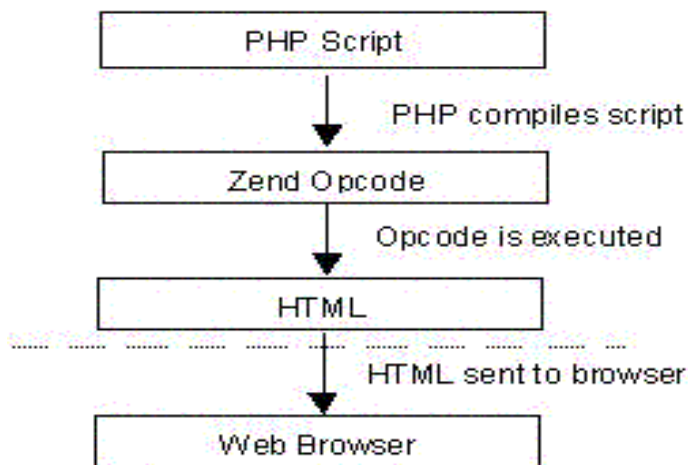 PHP Script
PHP compiles script
Zend Opcode
Opcode is executed
HTML
HTML sent to browser
Web Browser